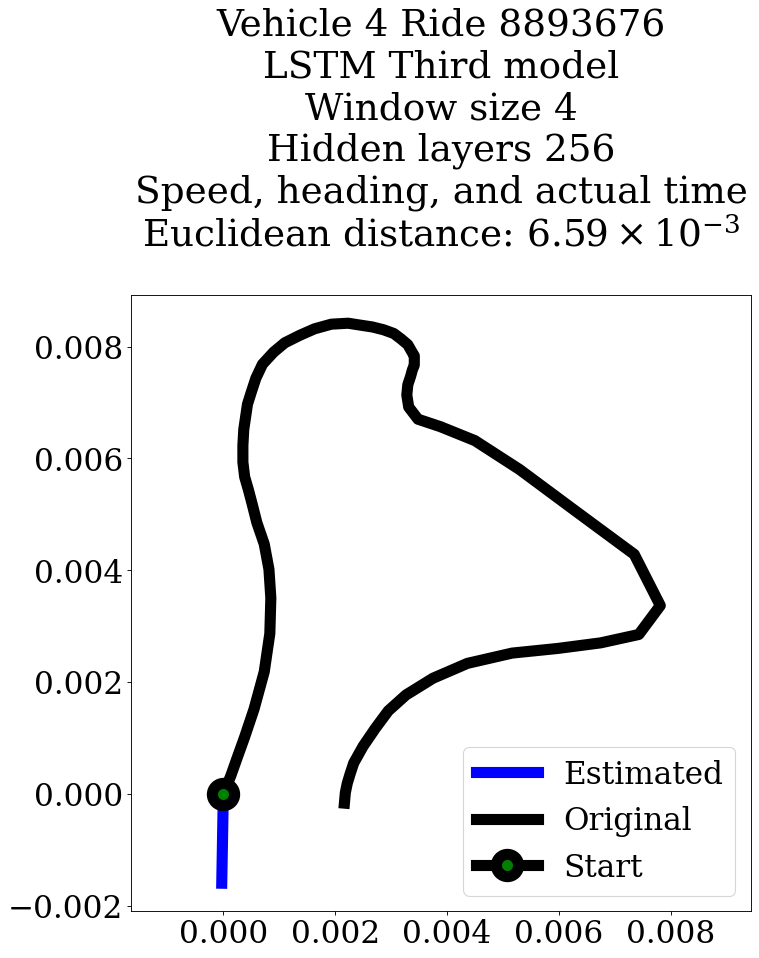 Vehicle 4 Ride 8893676
LSTM Third model
Window size 4
Hidden layers 256
Speed, heading, and actual time
Euclidean distance: 6.59 × 10⁻³
0.008
0.006
0.004
0.002
0.000
−0.002
Estimated
Original
Start
0.000 0.002 0.004 0.006 0.008